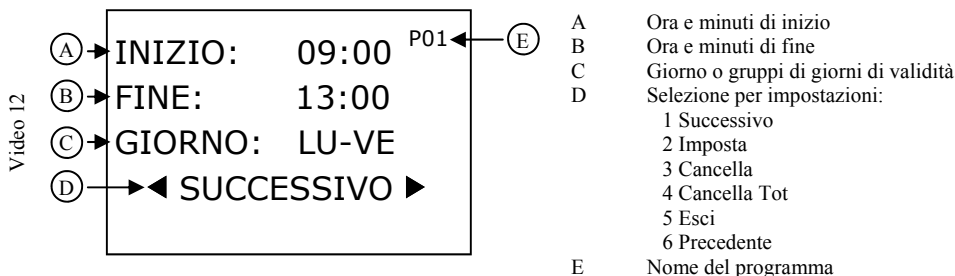 Video 12
A INIZIO: 09:00 P01 E
B FINE: 13:00
C GIORNO: LU-VE
D ◄ SUCCESSIVO ►
A Ora e minuti di inizio
B Ora e minuti di fine
C Giorno o gruppi di giorni di validità
D Selezione per impostazioni:
1 Successivo
2 Imposta
3 Cancella
4 Cancella Tot
5 Esci
6 Precedente
E Nome del programma